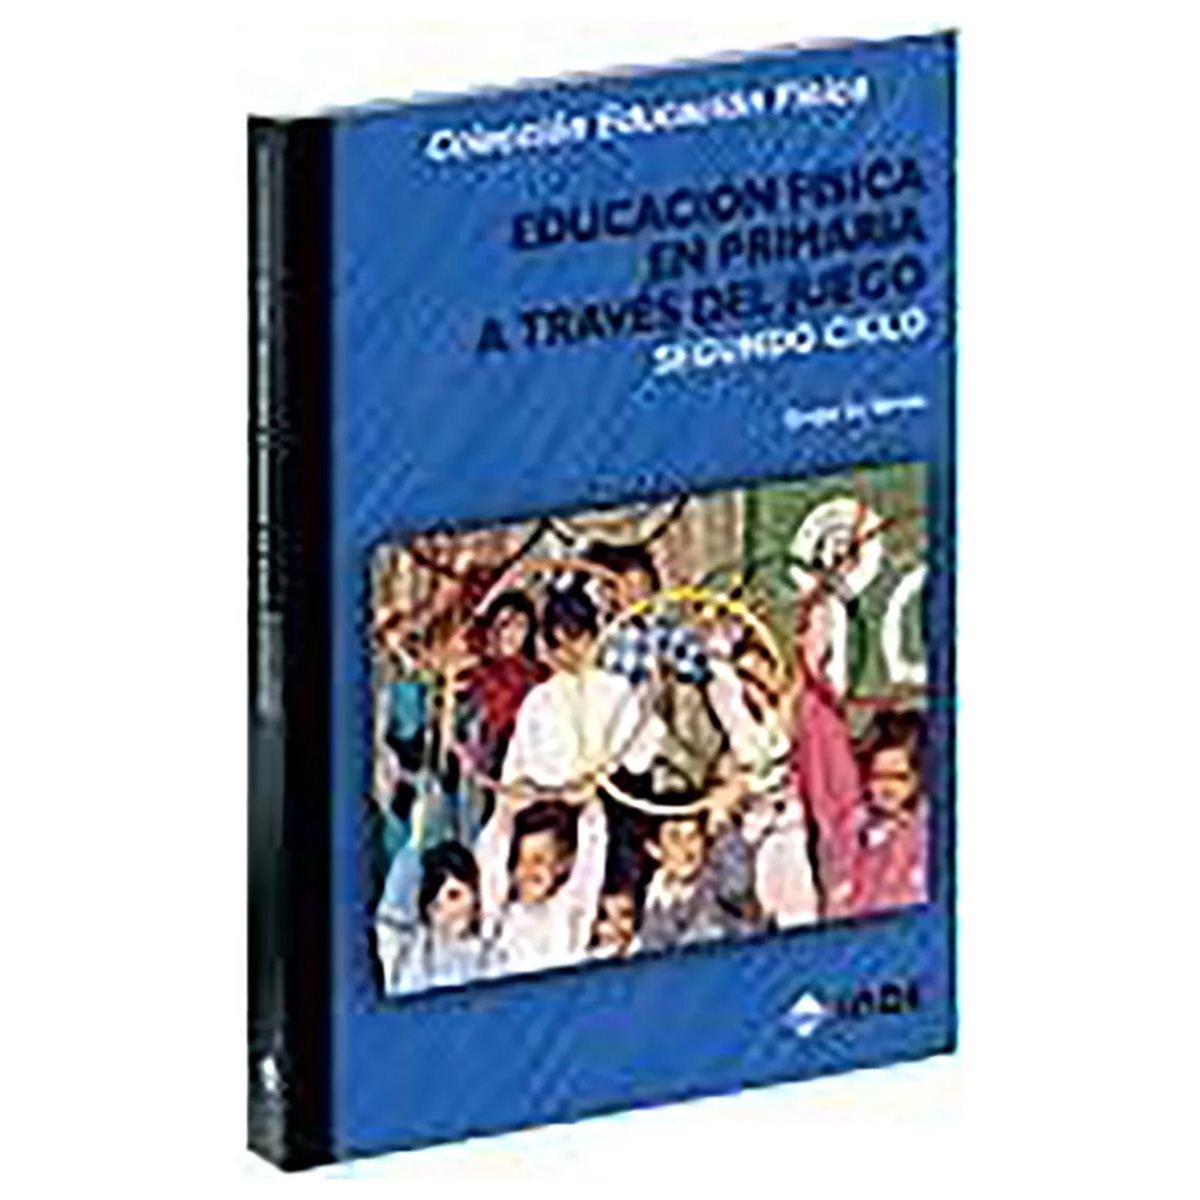 Colección Educación Física
EDUCACIÓN FÍSICA
EN PRIMARIA
A TRAVÉS DEL JUEGO
SEGUNDO CICLO